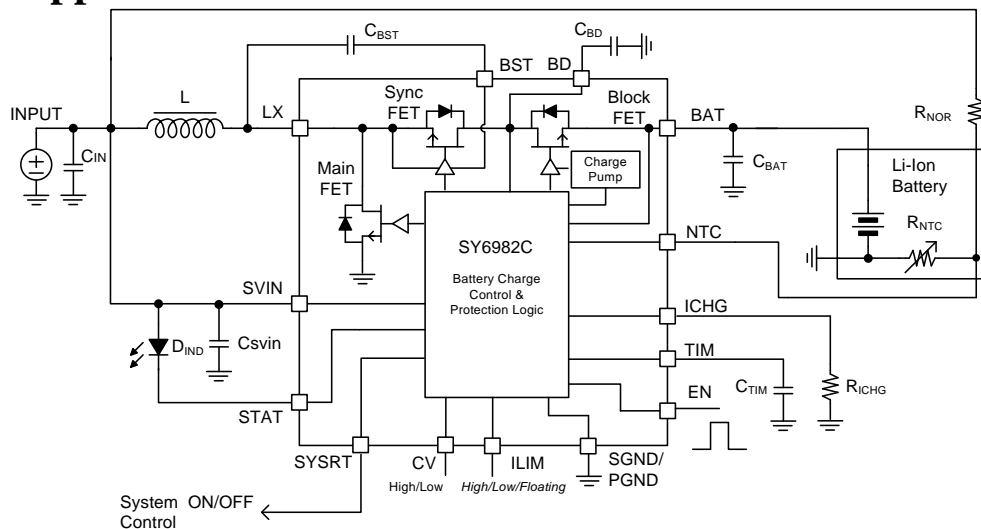 CBST
CBD
BST
BD
INPUT
L
LX
Sync
FET
Block
FET
BAT
RNOR
CIN
CBAT
Charge
Pump
Li-Ion
Battery
Main
FET
RNTC
SY6982C
NTC
Battery Charge
Control &
Protection Logic
SVIN
ICHG
DIND
Csvin
TIM
CTIM
RICHG
STAT
EN
SYSRT
CV
ILIM
SGND/
PGND
High/Low
High/Low/Floating
System ON/OFF
Control